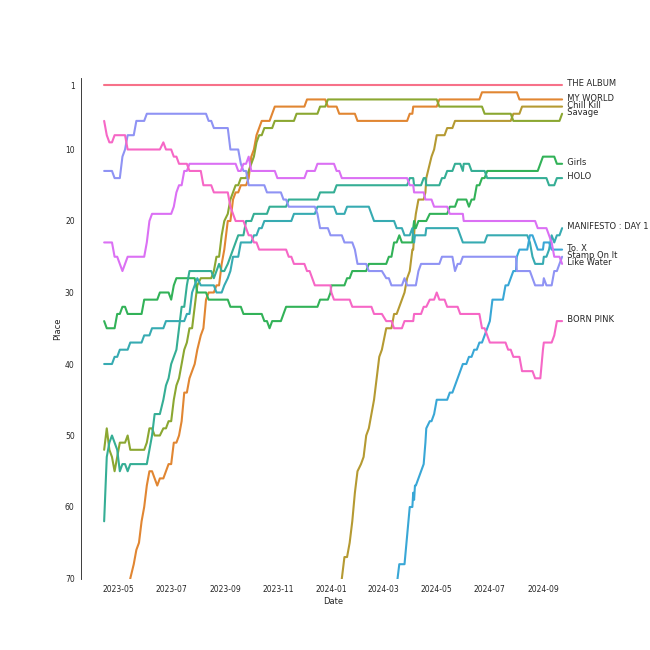 1
10
20
30
40
50
60
70
Place
2023-05
2023-07
2023-09
2023-11
2024-01
2024-03
2024-05
2024-07
2024-09
Date
THE ALBUM
MY WORLD
Chill Kill
Savage
Girls
HOLO
MANIFESTO : DAY 1
To. X
Stamp On It
Like Water
BORN PINK